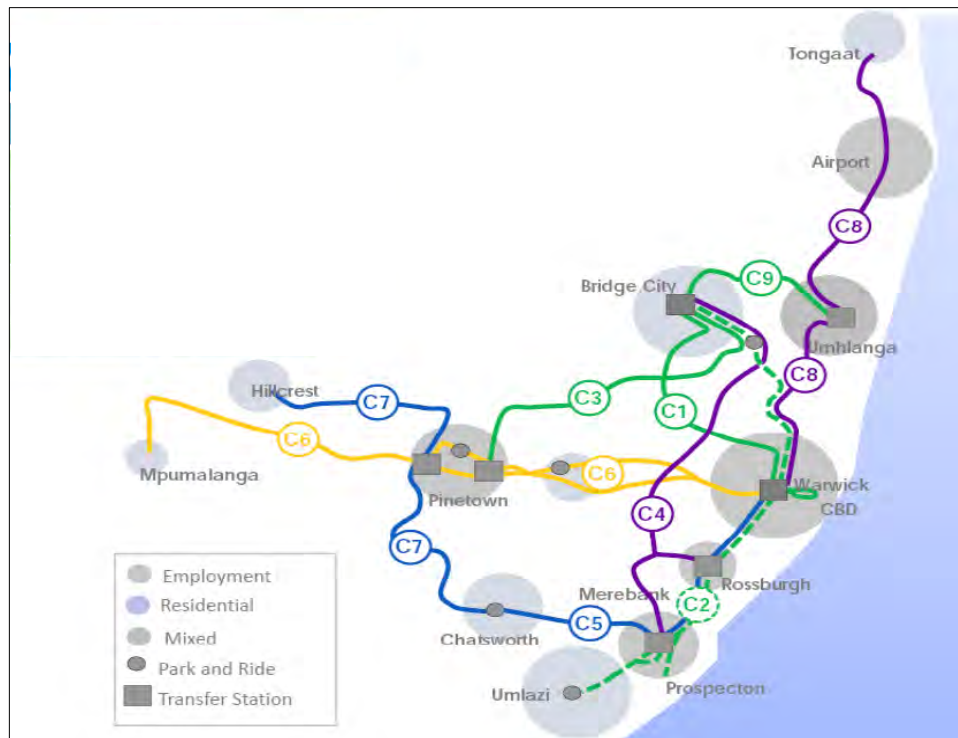 Tongaat
Airport
C8
Bridge City
C9
Umhlanga
Hillcrest
C7
C3
C8
C1
C6
Mpumalanga
Pinetown
C6
Warwick
CBD
C4
C7
Rossburgh
Merebank
C2
Chatsworth
C5
Umlazi
Prospecton
Employment
Residential
Mixed
Park and Ride
Transfer Station